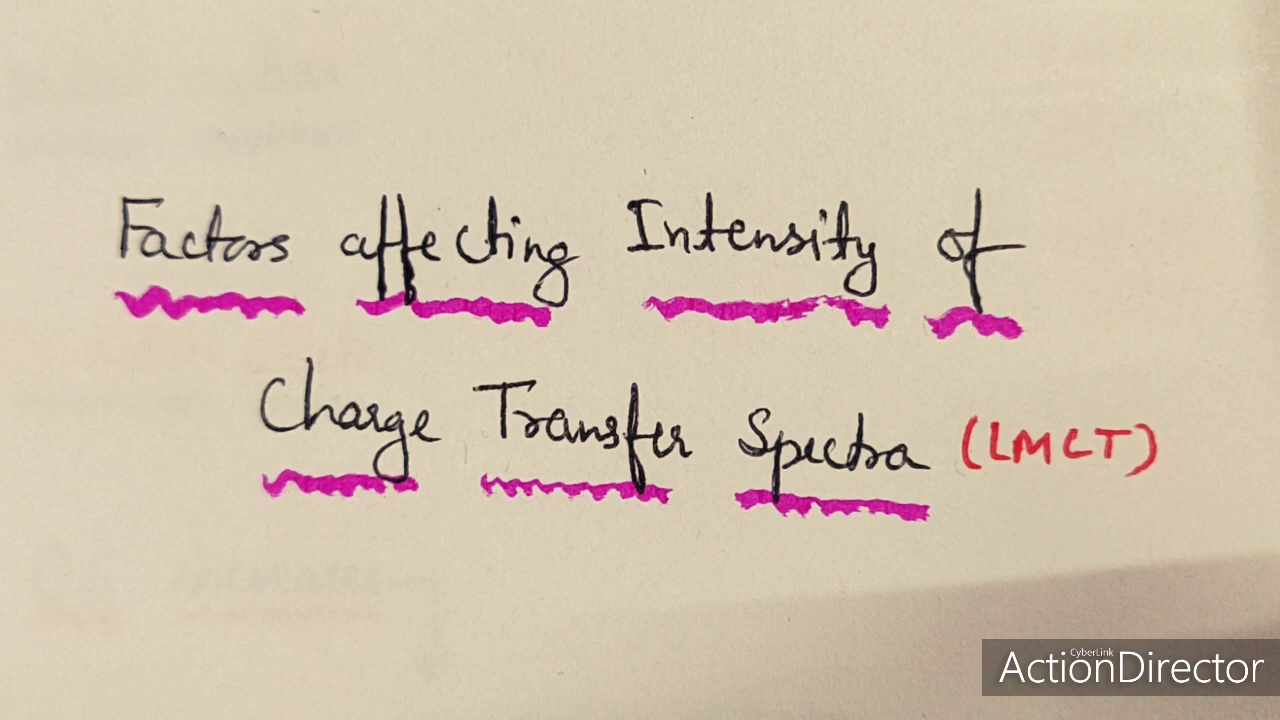 Factors affecting Intensity of
Charge Transfer Spectra (LMCT)
CyberLink
ActionDirector